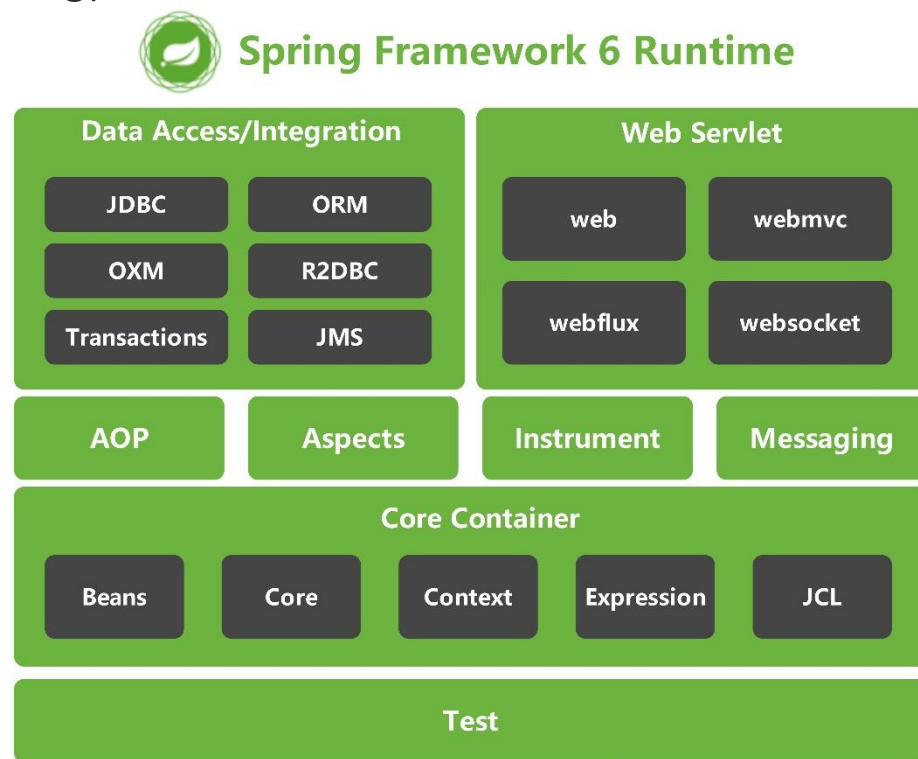 Spring Framework 6 Runtime
Data Access/Integration
Web Servlet
JDBC
ORM
OXM
R2DBC
Transactions
JMS
web
webmvc
webflux
websocket
AOP
Aspects
Instrument
Messaging
Core Container
Beans
Core
Context
Expression
JCL
Test